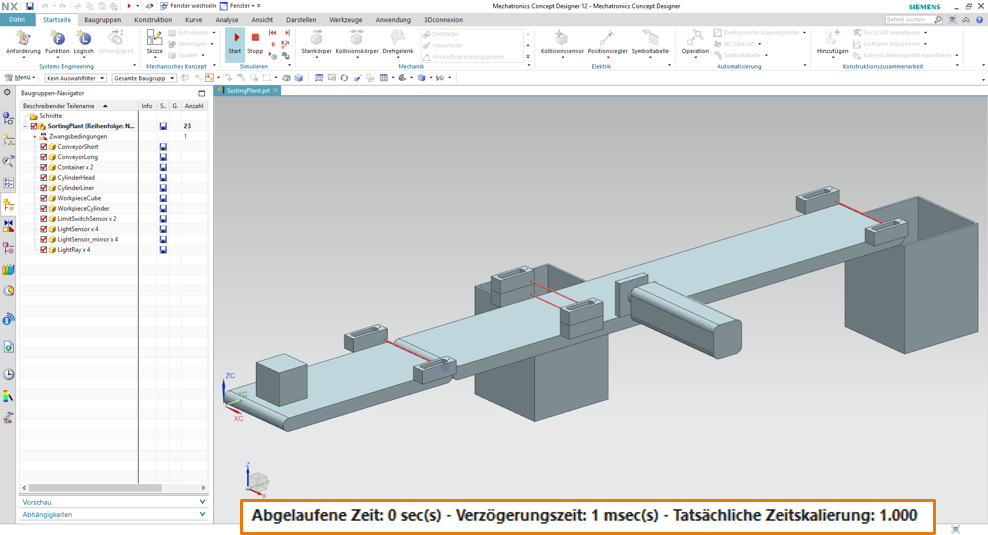 NX
Fenster wechseln
Fenster
Mechatronics Concept Designer 12 - Mechatronics Concept Designer
SIEMENS
Datei
Startseite
Baugruppen
Konstruktion
Kurve
Analyse
Ansicht
Darstellen
Werkzeuge
Anwendung
3Dconnexion
Befehl suchen
Anforderung
Funktion
Logisch
Abhängigkeit
Systems Engineering
Skizze
Extrudieren
Vereinigen
Quader
Mechanisches Konzept
Start
Stopp
Simulieren
Starrkörper
Kollisionskörper
Drehgelenk
Drehfeder
Linearfeder
Winkelbegrenzungsgelenk
Mechanik
Kollisionssensor
Positionsregler
Symboltabelle
Elektrik
Operation
Elektronische Kurvenscheibe
NC-Laufzeit
Symboltabelle
Automatisierung
Hinzufügen
Für ECAD exportieren
Lastkurve exportieren
Kurvenscheibe exportieren
Konstruktionszusammenarbeit
Menü
Kein Auswahlfilter
Gesamte Baugruppe
Baugruppen-Navigator
SortingPlant.prt
Beschreibender Teilename
Info
S..
G.
Anzahl
Schnitte
SortingPlant (Reihenfolge: N...
23
Zwangsbedingungen
1
ConveyorShort
ConveyorLong
Container x 2
CylinderHead
CylinderLiner
WorkpieceCube
WorkpieceCylinder
LimitSwitchSensor x 2
LightSensor x 4
LightSensor_mirror x 4
LightRay x 4
ZC
YC
XC
Z
Y
X
Vorschau
Abhängigkeiten
Abgelaufene Zeit: 0 sec(s) - Verzögerungszeit: 1 msec(s) - Tatsächliche Zeitskalierung: 1.000